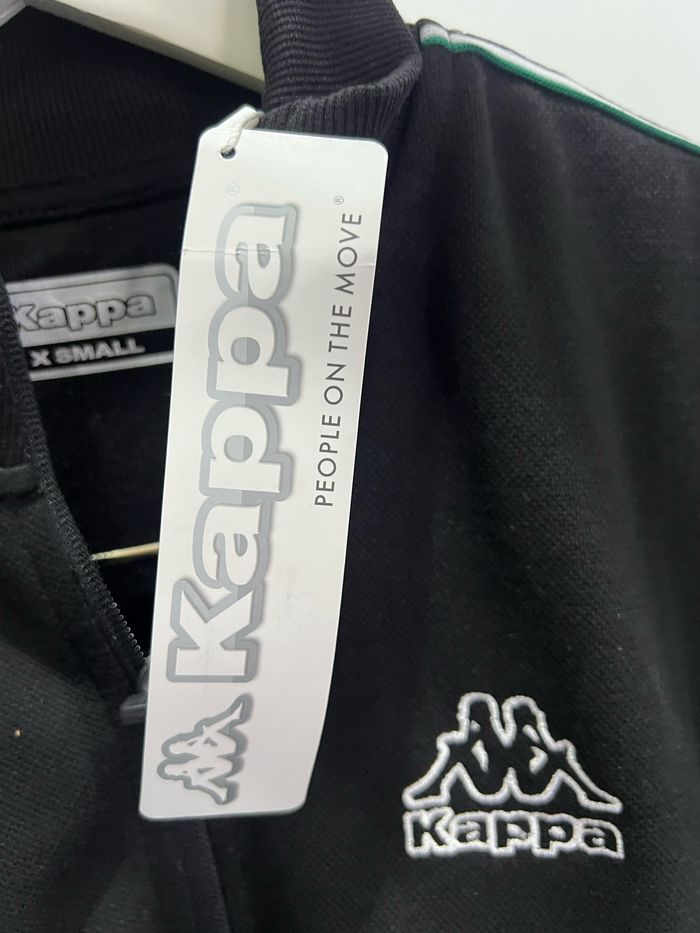 Kappa
X SMALL
Kappa®
PEOPLE ON THE MOVE®
Kappa